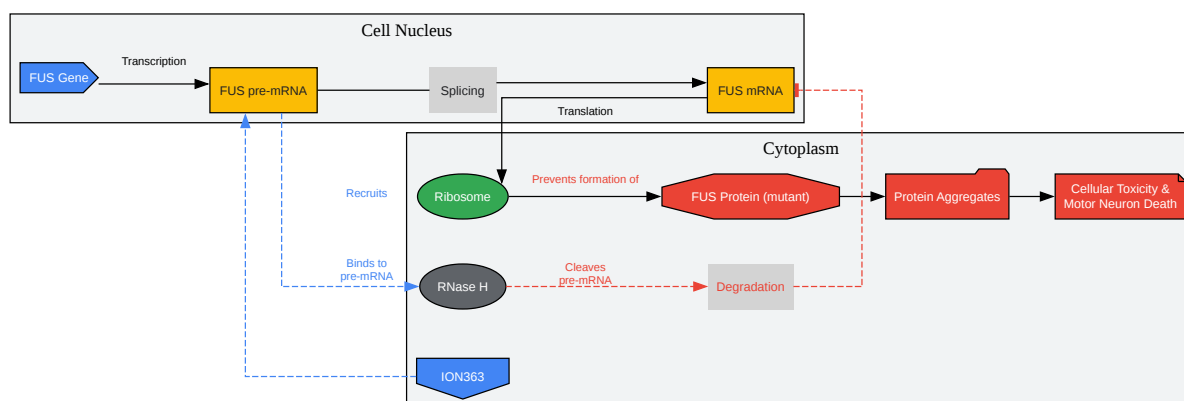 Cell Nucleus
Transcription
FUS Gene
FUS pre-mRNA
Splicing
FUS mRNA
Translation
Cytoplasm
Recruits
Ribosome
Prevents formation of
FUS Protein (mutant)
Protein Aggregates
Cellular Toxicity &
Motor Neuron Death
Binds to
pre-mRNA
RNase H
Cleaves
pre-mRNA
Degradation
ION363